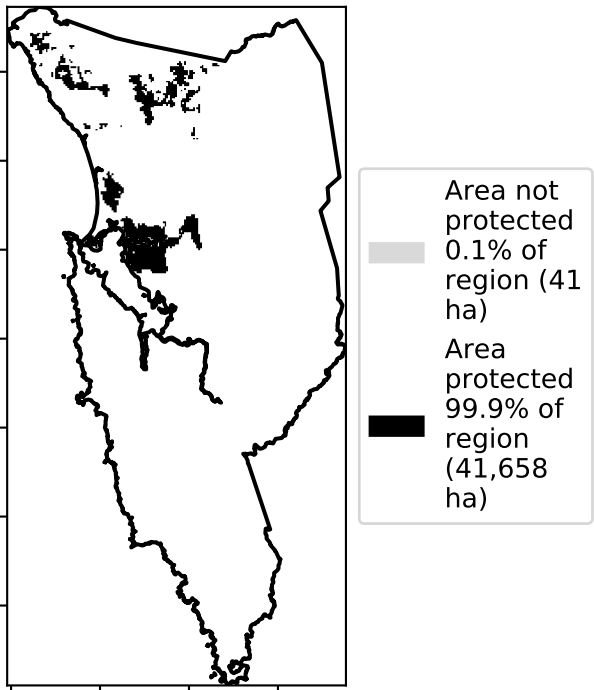 Area not
protected
0.1% of
region (41
ha)
Area
protected
99.9% of
region
(41,658
ha)